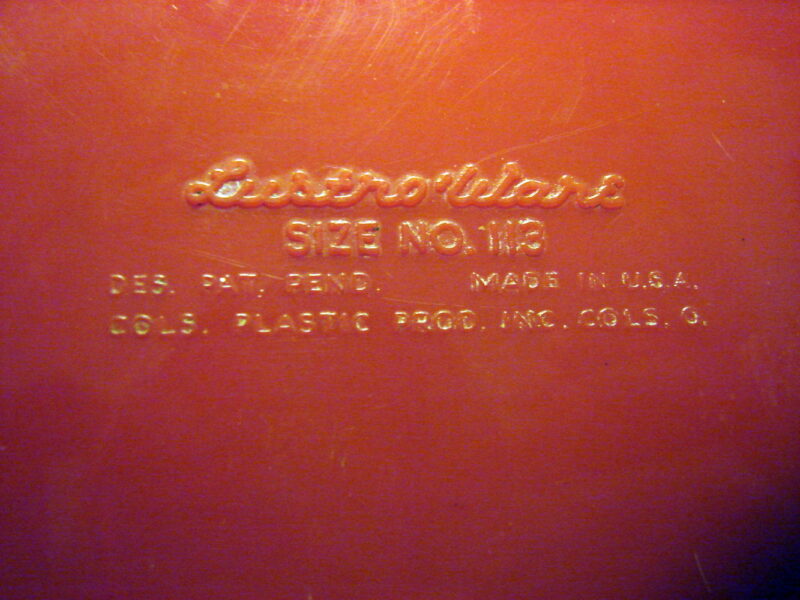 Lustro-Ware
SIZE NO. 113
DES. PAT. PEND. MADE IN U.S.A.
COLS. PLASTIC PROD. INC. COLS. O.